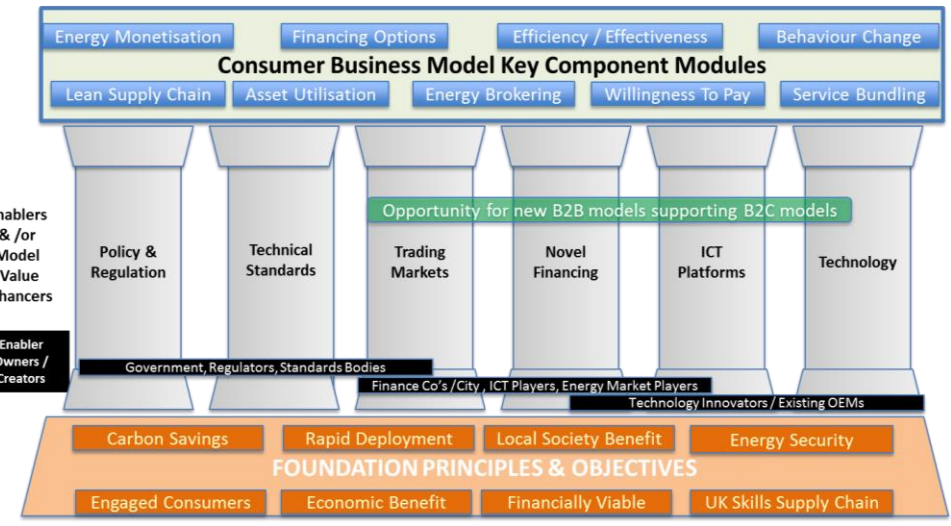 Energy Monetisation
Financing Options
Efficiency / Effectiveness
Behaviour Change
Consumer Business Model Key Component Modules
Lean Supply Chain
Asset Utilisation
Energy Brokering
Willingness To Pay
Service Bundling
nablers
& /or
Model
Value
hancers
Opportunity for new B2B models supporting B2C models
Policy &
Regulation
Technical
Standards
Trading
Markets
Novel
Financing
ICT
Platforms
Technology
Enabler
Owners /
Creators
Government, Regulators, Standards Bodies
Finance Co's /City , ICT Players, Energy Market Players
Technology Innovators / Existing OEMs
Carbon Savings
Rapid Deployment
Local Society Benefit
Energy Security
FOUNDATION PRINCIPLES & OBJECTIVES
Engaged Consumers
Economic Benefit
Financially Viable
UK Skills Supply Chain